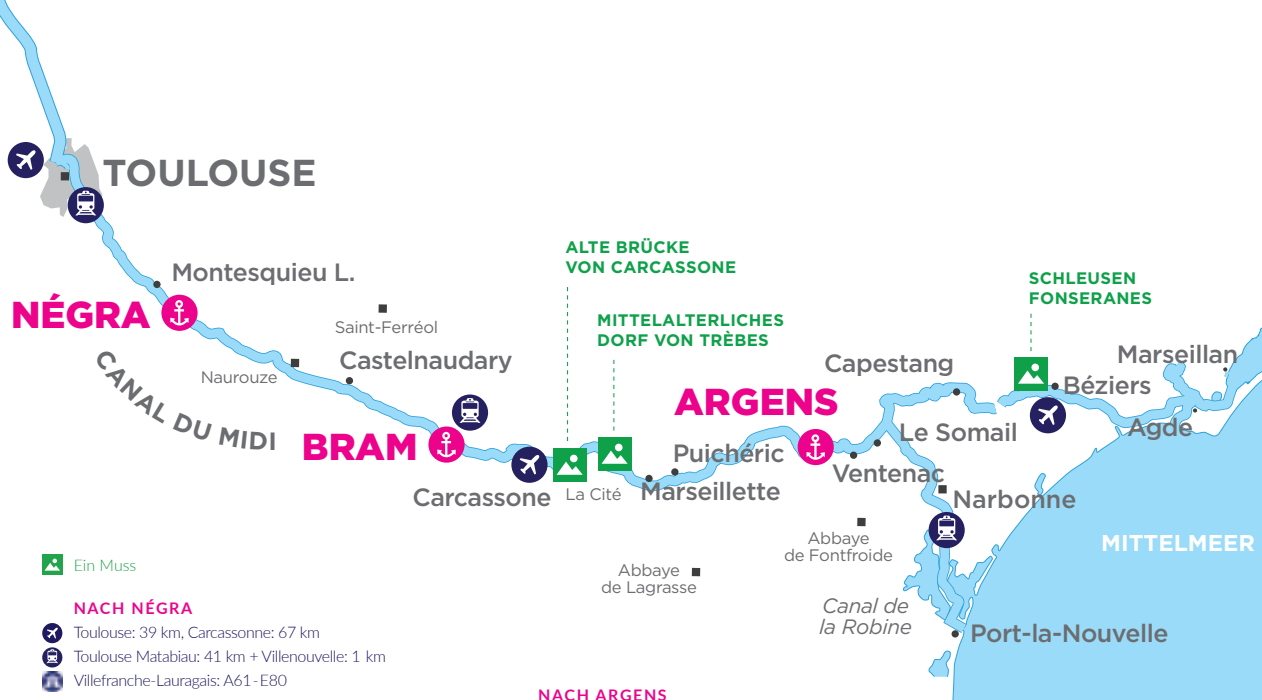 TOULOUSE
ALTE BRÜCKE
VON CARCASSONE
Montesquieu L.
SCHLEUSEN
FONSERANES
NÉGRA
Saint-Ferréol
MITTELALTERLICHES
DORF VON TRÈBES
Castelnaudary
Naurouze
Capestang
Marseillan
Béziers
CANAL DU MIDI
ARGENS
Agde
BRAM
Le Somail
Puichéric
Ventenac
Carcassone
La Cité
Marseillette
Narbonne
Abbaye
de Fontfroide
MITTELMEER
Abbaye
de Lagrasse
Canal de
la Robine
Port-la-Nouvelle
Ein Muss
NACH NÉGRA
Toulouse: 39 km, Carcassonne: 67 km
Toulouse Matabiau: 41 km + Villenouvelle: 1 km
Villefranche-Lauragais: A61-E80
NACH ARGENS